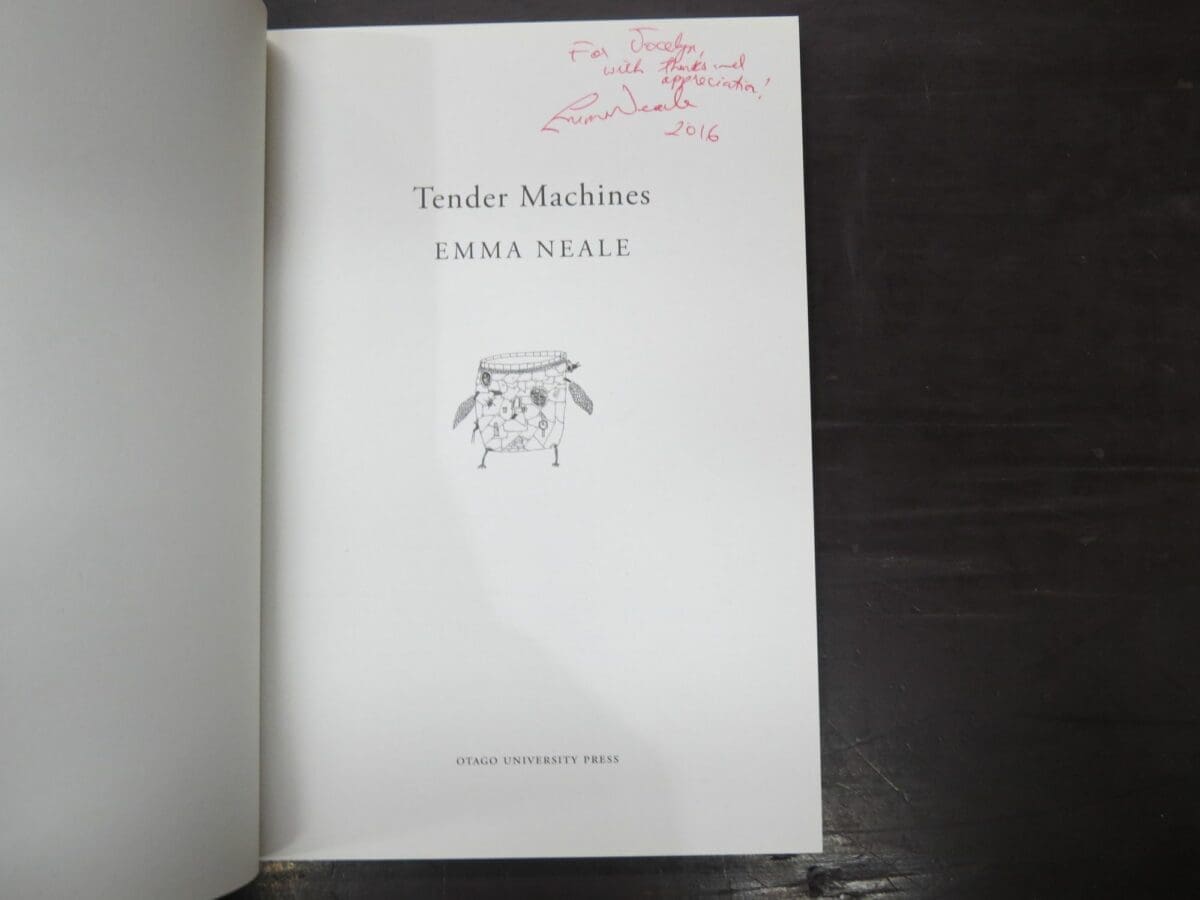 For Jocelyn,
with thanks and
appreciation!
Emma Neale
2016
Tender Machines
EMMA NEALE
OTAGO UNIVERSITY PRESS